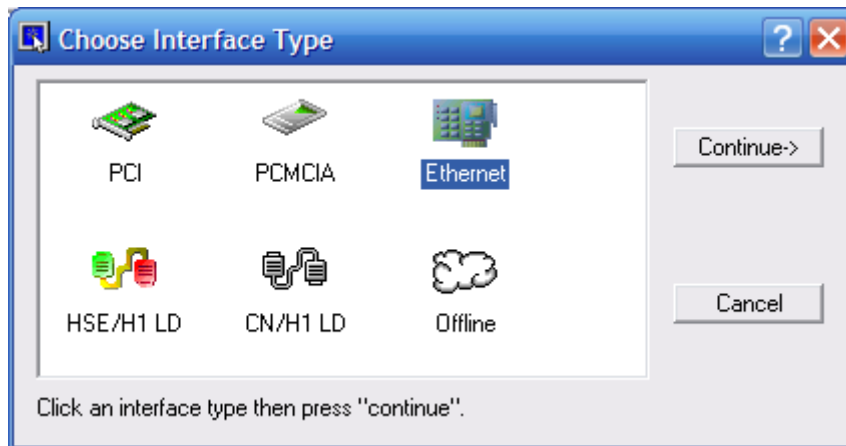 Choose Interface Type
PCI PCMCIA Ethernet
Continue->
HSE/H1 LD CN/H1 LD Offline
Cancel
Click an interface type then press "continue".